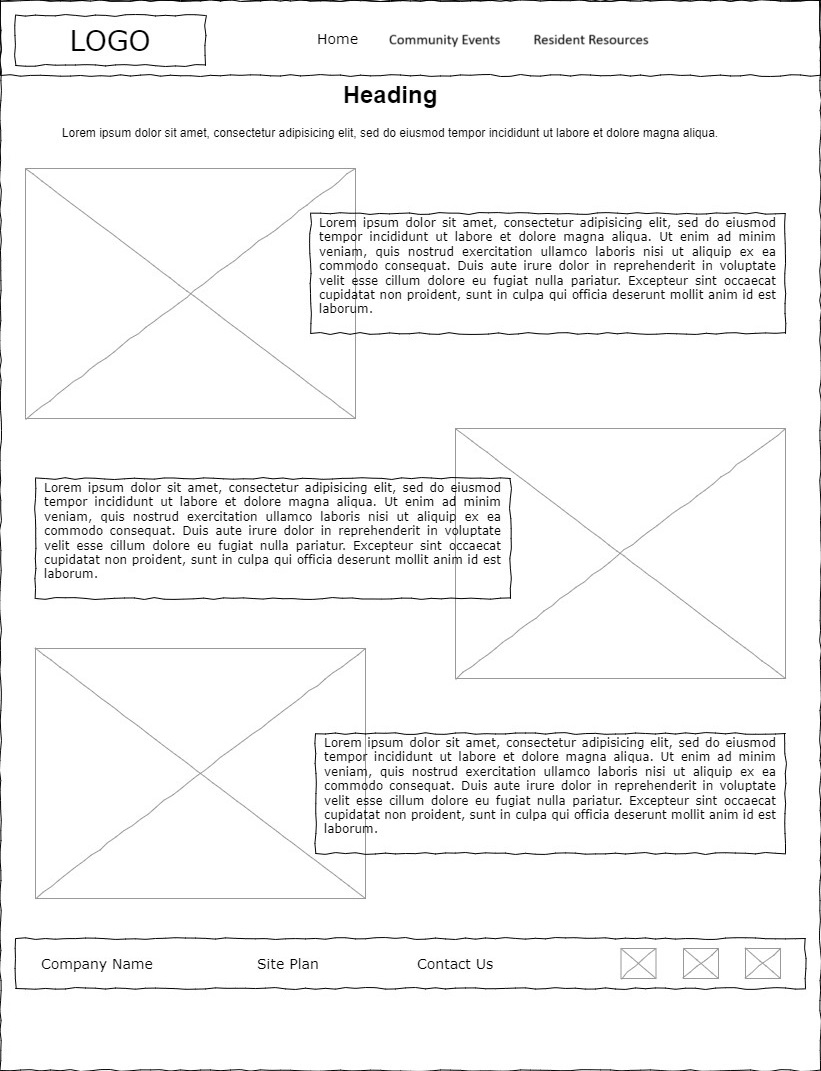 LOGO
Home Community Events Resident Resources
Heading
Lorem ipsum dolor sit amet, consectetur adipisicing elit, sed do eiusmod tempor incididunt ut labore et dolore magna aliqua.
Lorem ipsum dolor sit amet, consectetur adipisicing elit, sed do eiusmod
tempor incididunt ut labore et dolore magna aliqua. Ut enim ad minim
veniam, quis nostrud exercitation ullamco laboris nisi ut aliquip ex ea
commodo consequat. Duis aute irure dolor in reprehenderit in voluptate
velit esse cillum dolore eu fugiat nulla pariatur. Excepteur sint occaecat
cupidatat non proident, sunt in culpa qui officia deserunt mollit anim id est
laborum.
Lorem ipsum dolor sit amet, consectetur adipisicing elit, sed do eiusmod
tempor incididunt ut labore et dolore magna aliqua. Ut enim ad minim
veniam, quis nostrud exercitation ullamco laboris nisi ut aliquip ex ea
commodo consequat. Duis aute irure dolor in reprehenderit in voluptate
velit esse cillum dolore eu fugiat nulla pariatur. Excepteur sint occaecat
cupidatat non proident, sunt in culpa qui officia deserunt mollit anim id est
laborum.
Lorem ipsum dolor sit amet, consectetur adipisicing elit, sed do eiusmod
tempor incididunt ut labore et dolore magna aliqua. Ut enim ad minim
veniam, quis nostrud exercitation ullamco laboris nisi ut aliquip ex ea
commodo consequat. Duis aute irure dolor in reprehenderit in voluptate
velit esse cillum dolore eu fugiat nulla pariatur. Excepteur sint occaecat
cupidatat non proident, sunt in culpa qui officia deserunt mollit anim id est
laborum.
Company Name Site Plan Contact Us